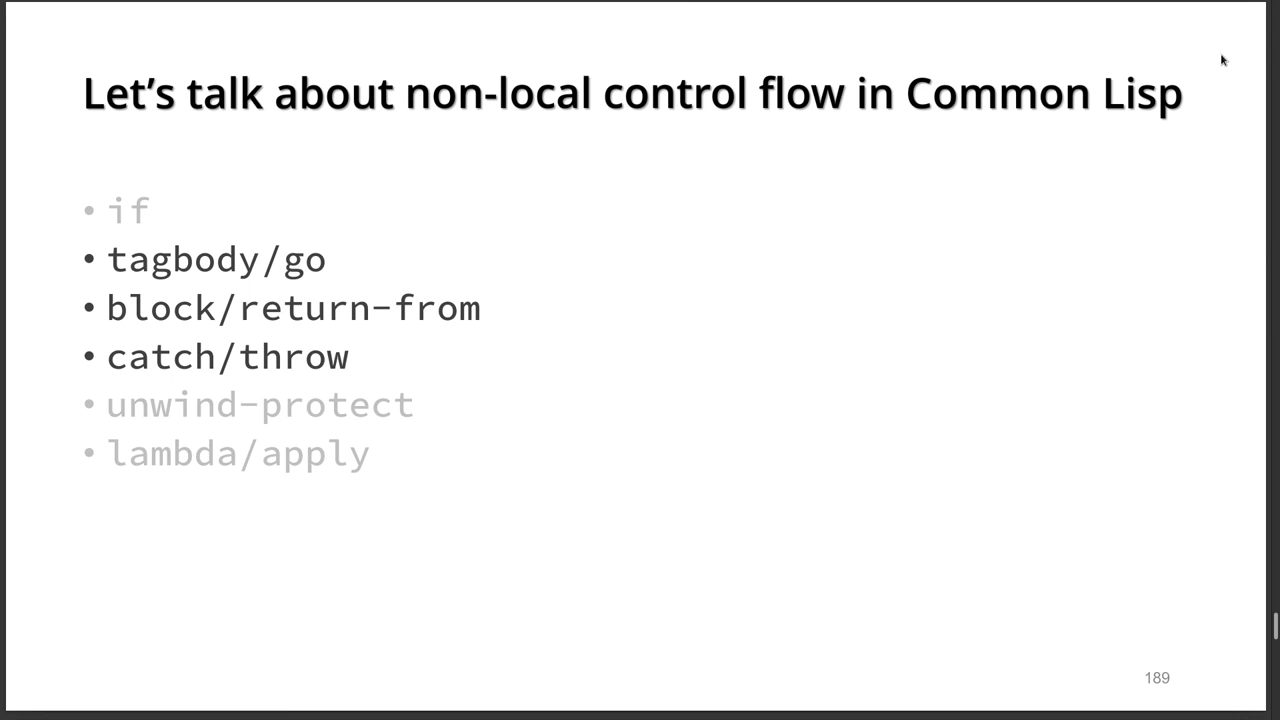 Let’s talk about non-local control flow in Common Lisp
• if
• tagbody/go
• block/return-from
• catch/throw
• unwind-protect
• lambda/apply
189